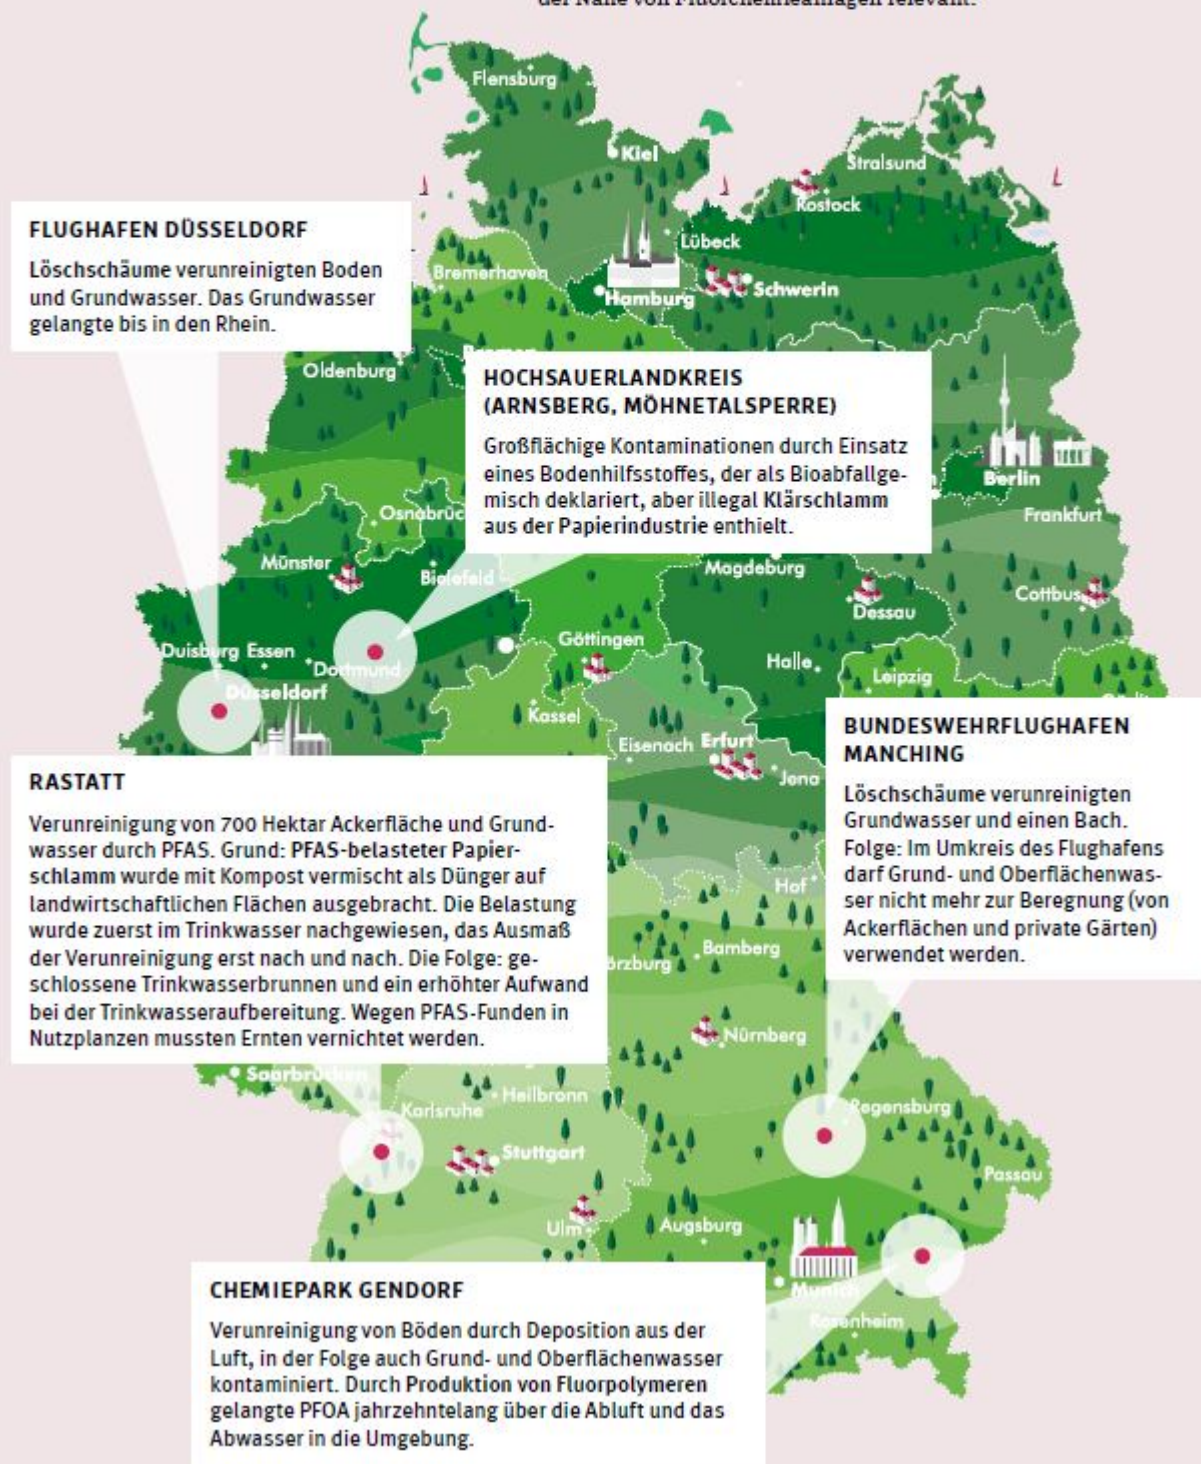 der Nähe von Fluorchemieanlagen relevant.
Flensburg
Kiel
Stralsund
Rostock
Lübeck
FLUGHAFEN DÜSSELDORF
Löschschäume verunreinigten Boden
und Grundwasser. Das Grundwasser
gelangte bis in den Rhein.
Bremerhaven
Hamburg
Schwerin
Oldenburg
HOCHSAUERLANDKREIS
(ARNSBERG, MÖHNETALSPERRE)
Großflächige Kontaminationen durch Einsatz
eines Bodenhilfsstoffes, der als Bioabfallge-
misch deklariert, aber illegal Klärschlamm
aus der Papierindustrie enthielt.
Berlin
Frankfurt
Osnabrüc
Münster
Bielefeld
Magdeburg
Dessau
Cottbus
Göttingen
Halle
Leipzig
Duisburg Essen
Dortmund
Düsseldorf
Kassel
Eisenach
Erfurt
Jena
BUNDESWEHRFLUGHAFEN
MANCHING
Löschschäume verunreinigten
Grundwasser und einen Bach.
Folge: Im Umkreis des Flughafens
darf Grund- und Oberflächenwas-
ser nicht mehr zur Beregnung (von
Ackerflächen und private Gärten)
verwendet werden.
RASTATT
Verunreinigung von 700 Hektar Ackerfläche und Grund-
wasser durch PFAS. Grund: PFAS-belasteter Papier-
schlamm wurde mit Kompost vermischt als Dünger auf
landwirtschaftlichen Flächen ausgebracht. Die Belastung
wurde zuerst im Trinkwasser nachgewiesen, das Ausmaß
der Verunreinigung erst nach und nach. Die Folge: ge-
schlossene Trinkwasserbrunnen und ein erhöhter Aufwand
bei der Trinkwasseraufbereitung. Wegen PFAS-Funden in
Nutzplanzen mussten Ernten vernichtet werden.
Hof
Bamberg
örzburg
Nürnberg
Saarbrücken
Heilbronn
Karlsruhe
Regensburg
Stuttgart
Passau
Ulm
Augsburg
Munich
Rosenheim
CHEMIEPARK GENDORF
Verunreinigung von Böden durch Deposition aus der
Luft, in der Folge auch Grund- und Oberflächenwasser
kontaminiert. Durch Produktion von Fluorpolymeren
gelangte PFOA jahrzehntelang über die Abluft und das
Abwasser in die Umgebung.